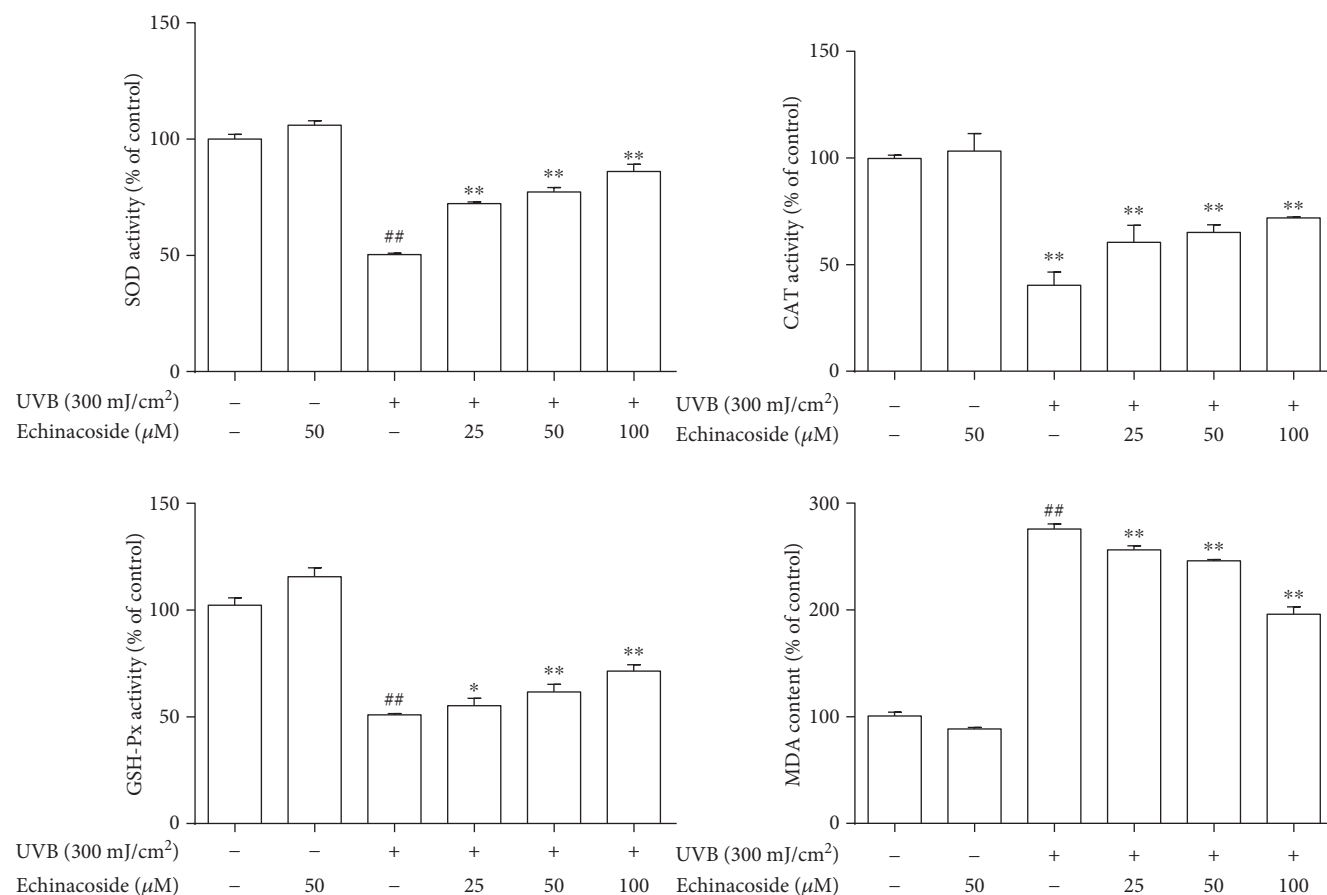 150
100
50
0
SOD activity (% of control)
##
**
**
**
UVB (300 mJ/cm²) – – + + + +
Echinacoside (μM) – 50 – 25 50 100
150
100
50
0
CAT activity (% of control)
**
**
**
**
UVB (300 mJ/cm²) – – + + + +
Echinacoside (μM) – 50 – 25 50 100
150
100
50
0
GSH-Px activity (% of control)
##
*
**
**
UVB (300 mJ/cm²) – – + + + +
Echinacoside (μM) – 50 – 25 50 100
300
200
100
0
MDA content (% of control)
##
**
**
**
UVB (300 mJ/cm²) – – + + + +
Echinacoside (μM) – 50 – 25 50 100